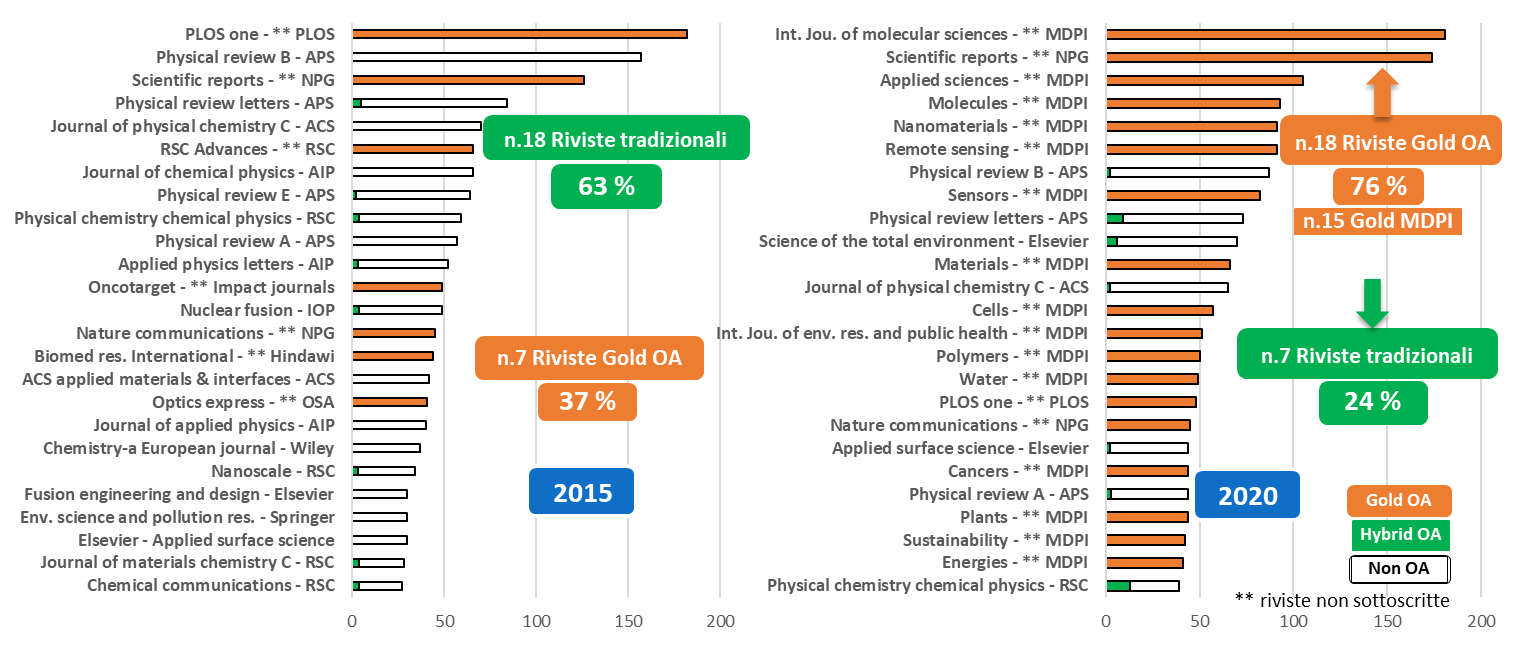 PLOS one - ** PLOS
Physical review B - APS
Scientific reports - ** NPG
Physical review letters - APS
Journal of physical chemistry C - ACS
RSC Advances - ** RSC
Journal of chemical physics - AIP
Physical review E - APS
Physical chemistry chemical physics - RSC
Physical review A - APS
Applied physics letters - AIP
Oncotarget - ** Impact journals
Nuclear fusion - IOP
Nature communications - ** NPG
Biomed res. International - ** Hindawi
ACS applied materials & interfaces - ACS
Optics express - ** OSA
Journal of applied physics - AIP
Chemistry-a European journal - Wiley
Nanoscale - RSC
Fusion engineering and design - Elsevier
Env. science and pollution res. - Springer
Elsevier - Applied surface science
Journal of materials chemistry C - RSC
Chemical communications - RSC
0 50 100 150 200
n.18 Riviste tradizionali
63 %
n.7 Riviste Gold OA
37 %
2015
0 50 100 150 200
Int. Jou. of molecular sciences - ** MDPI
Scientific reports - ** NPG
Applied sciences - ** MDPI
Molecules - ** MDPI
Nanomaterials - ** MDPI
Remote sensing - ** MDPI
Physical review B - APS
Sensors - ** MDPI
Physical review letters - APS
Science of the total environment - Elsevier
Materials - ** MDPI
Journal of physical chemistry C - ACS
Cells - ** MDPI
Int. Jou. of env. res. and public health - ** MDPI
Polymers - ** MDPI
Water - ** MDPI
PLOS one - ** PLOS
Nature communications - ** NPG
Applied surface science - Elsevier
Cancers - ** MDPI
Physical review A - APS
Plants - ** MDPI
Sustainability - ** MDPI
Energies - ** MDPI
Physical chemistry chemical physics - RSC
0 50 100 150 200
n.18 Riviste Gold OA
76 %
n.15 Gold MDPI
n.7 Riviste tradizionali
24 %
2020
Gold OA
Hybrid OA
Non OA
** riviste non sottoscritte
0 50 100 150 200